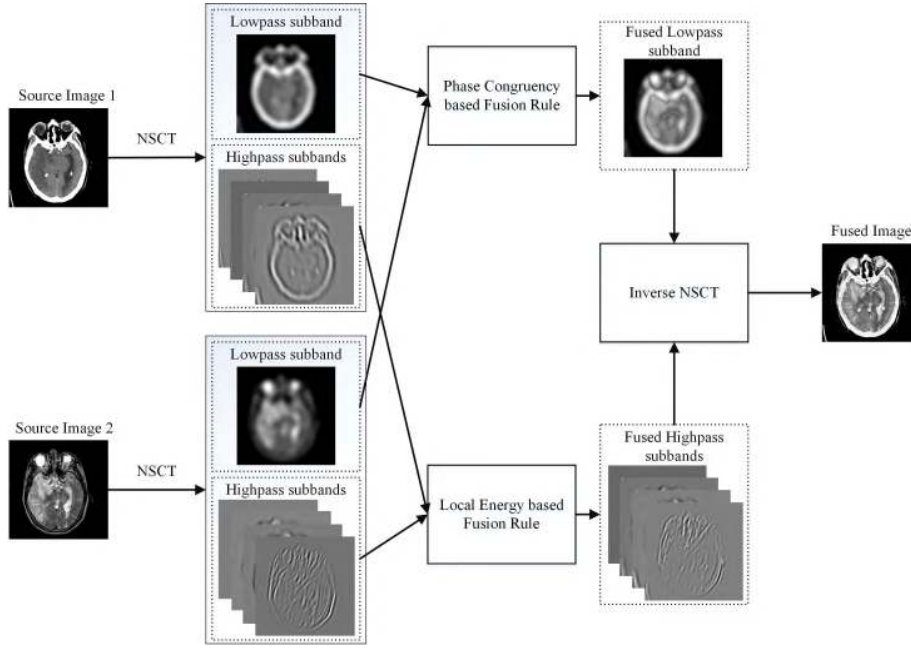 Source Image 1
NSCT
Lowpass subband
Highpass subbands
Phase Congruency
based Fusion Rule
Fused Lowpass
subband
Source Image 2
NSCT
Lowpass subband
Highpass subbands
Local Energy based
Fusion Rule
Fused Highpass
subbands
Inverse NSCT
Fused Image